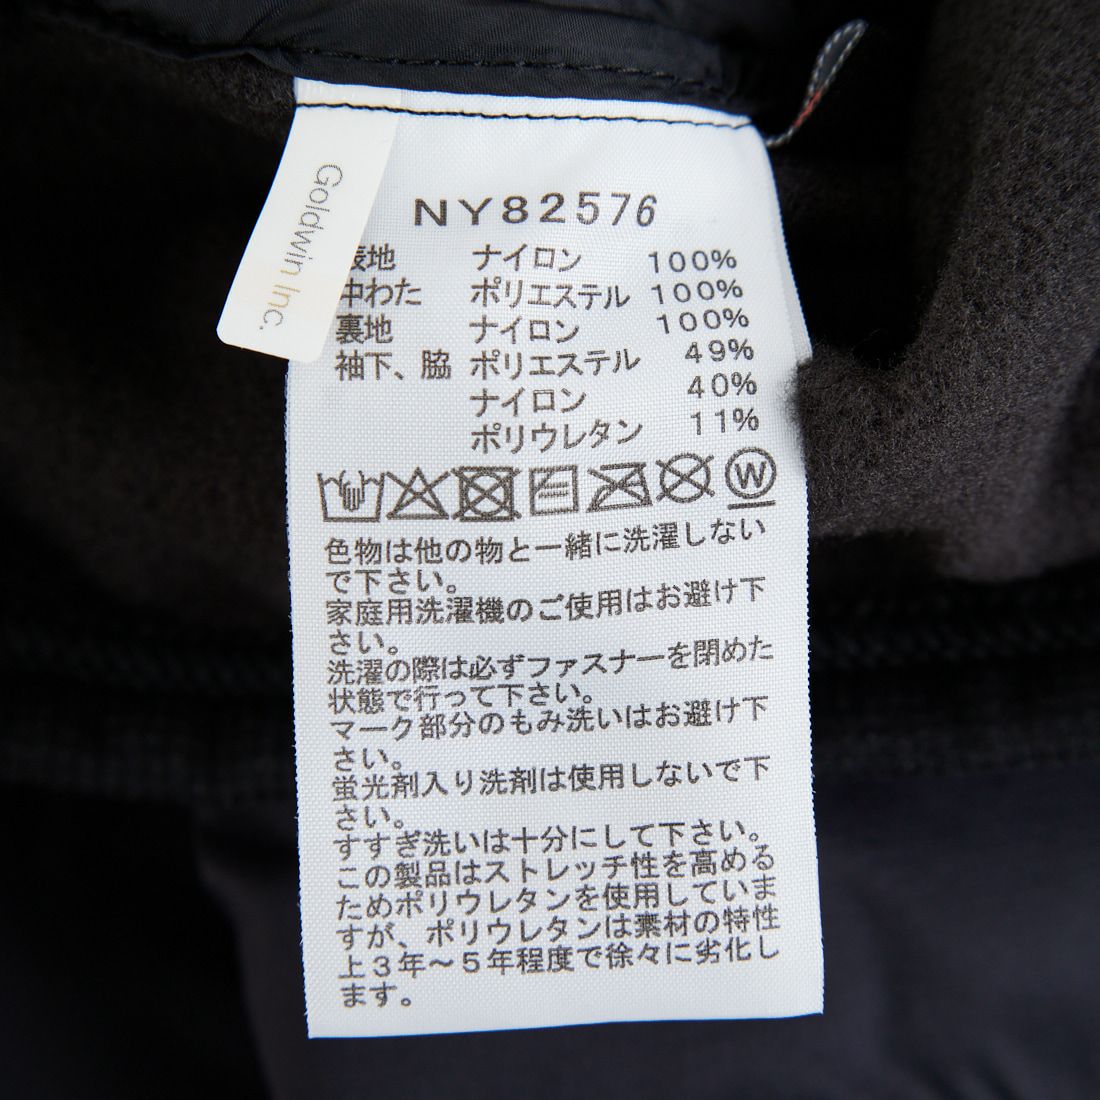 Goldwin Inc.
NY82576
表地 ナイロン 100%
中わた ポリエステル 100%
裏地 ナイロン 100%
袖下、脇 ポリエステル 49%
ナイロン 40%
ポリウレタン 11%
W
色物は他の物と一緒に洗濯しない
で下さい。
家庭用洗濯機のご使用はお避け下
さい。
洗濯の際は必ずファスナーを閉めた
状態で行って下さい。
マーク部分のもみ洗いはお避け下
さい。
蛍光剤入り洗剤は使用しないで下
さい。
すすぎ洗いは十分にして下さい。
この製品はストレッチ性を高める
ためポリウレタンを使用していま
すが、ポリウレタンは素材の特性
上3年～5年程度で徐々に劣化し
ます。